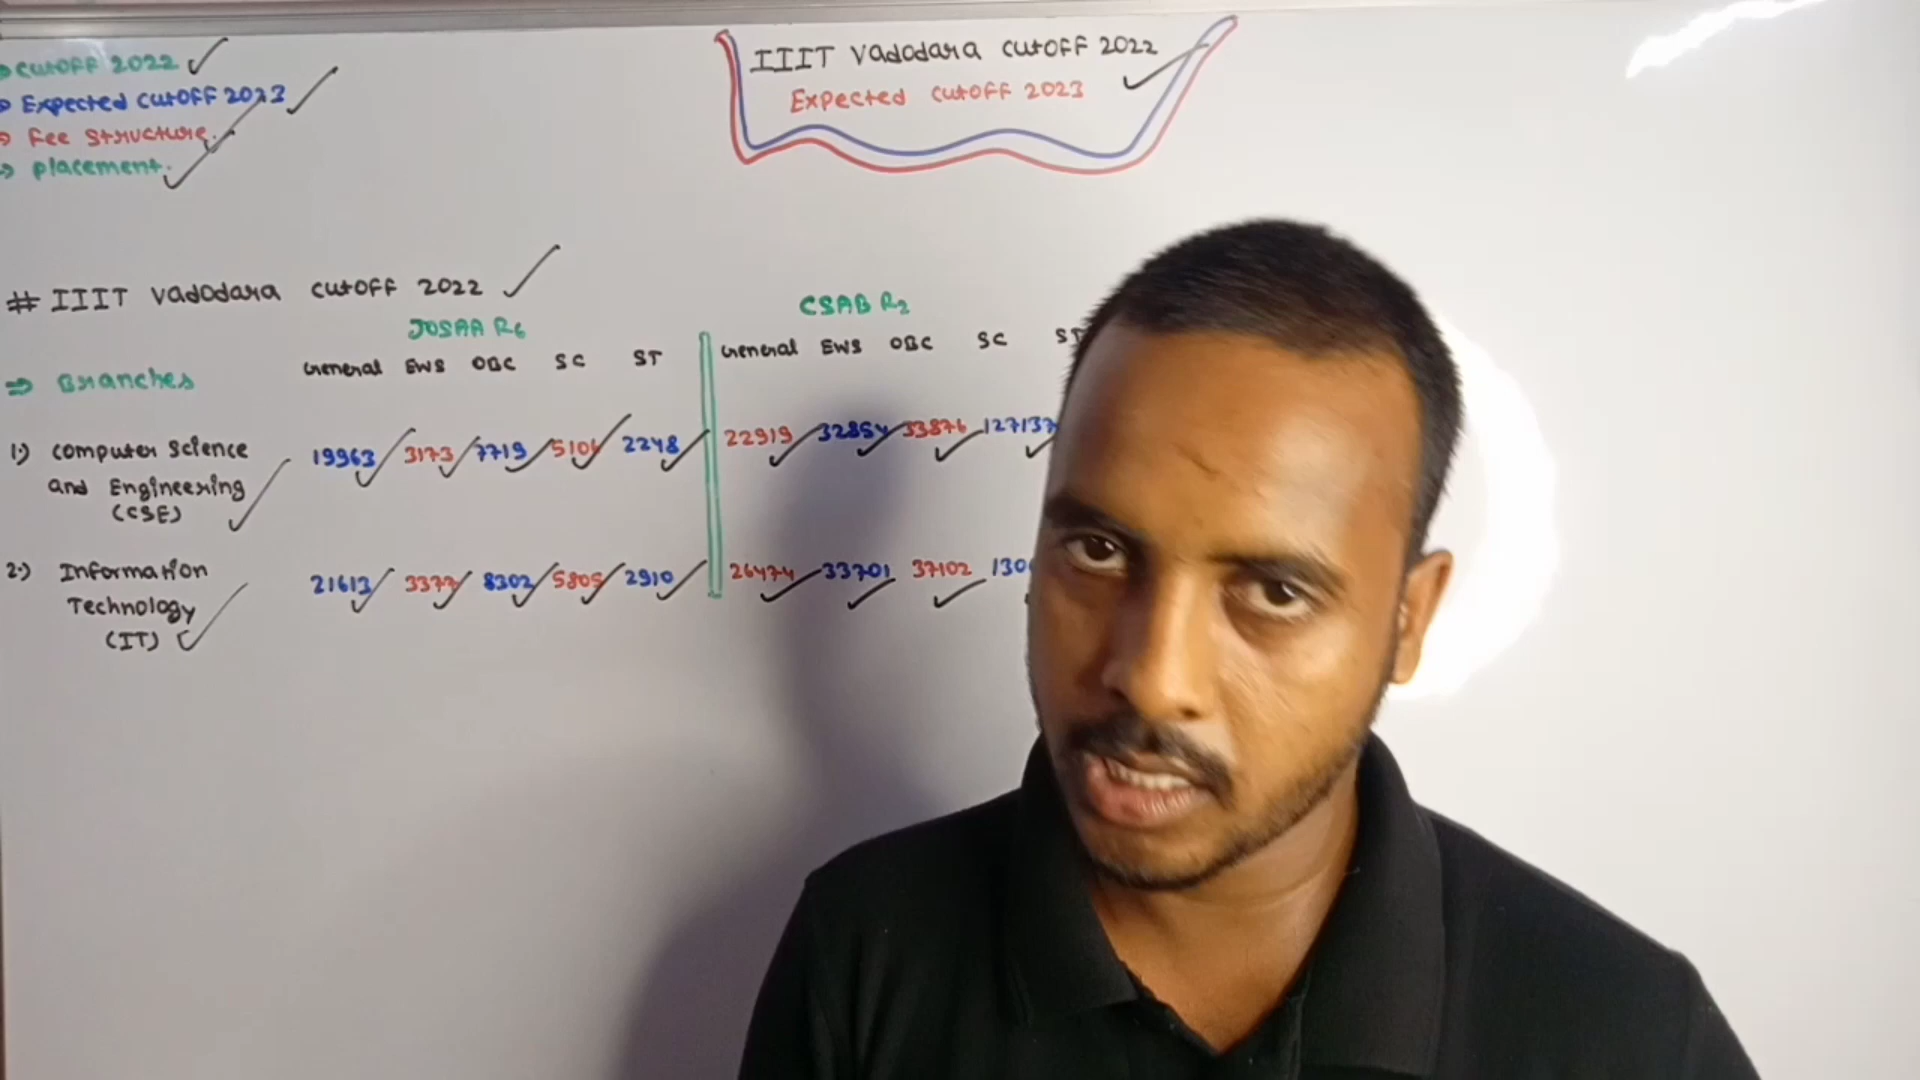 Cutoff 2022
Expected cutoff 2023
Fee Structure.
Placement.
IIIT Vadodara cutoff 2022
Expected cutoff 2023
# IIIT Vadodara cutoff 2022
JOSAA R6
CSAB R2
=> Branches
General EWS OBC SC ST
General EWS OBC SC ST
1.) Computer Science and Engineering (CSE)
19963 3173 7719 5106 2248
22919 32854 33876 127137
2.) Information Technology (IT)
21613 3377 8302 5805 2910
26474 33701 37102